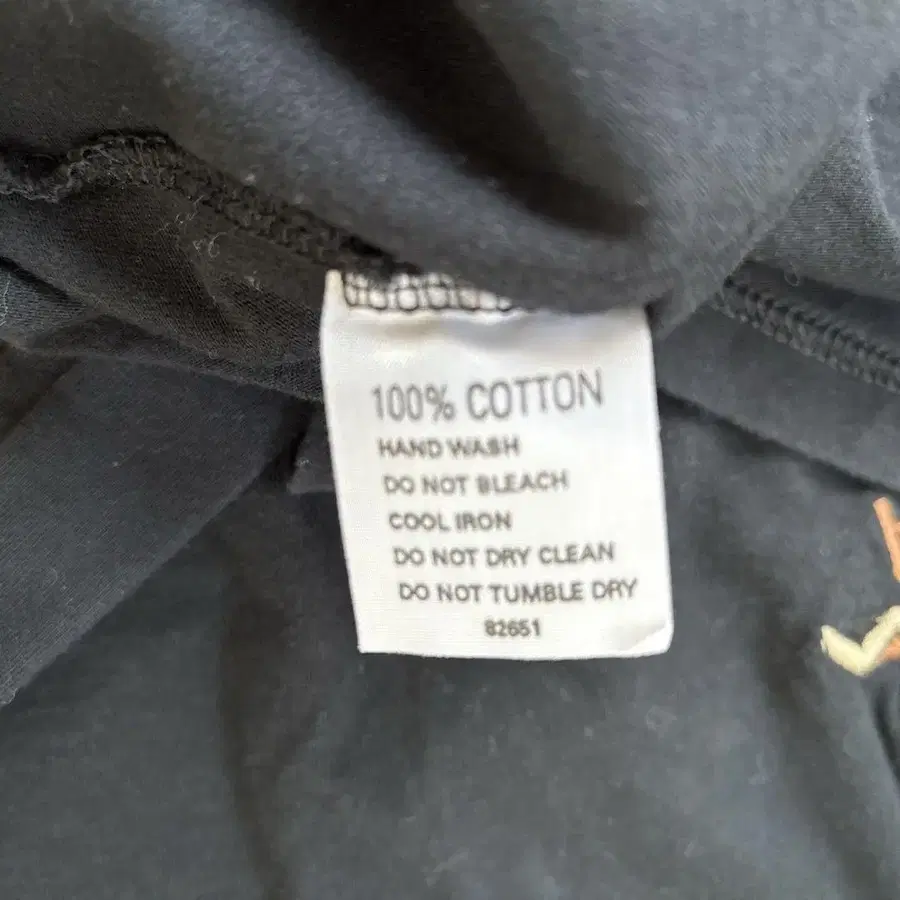 100% COTTON
HAND WASH
DO NOT BLEACH
COOL IRON
DO NOT DRY CLEAN
DO NOT TUMBLE DRY
82651